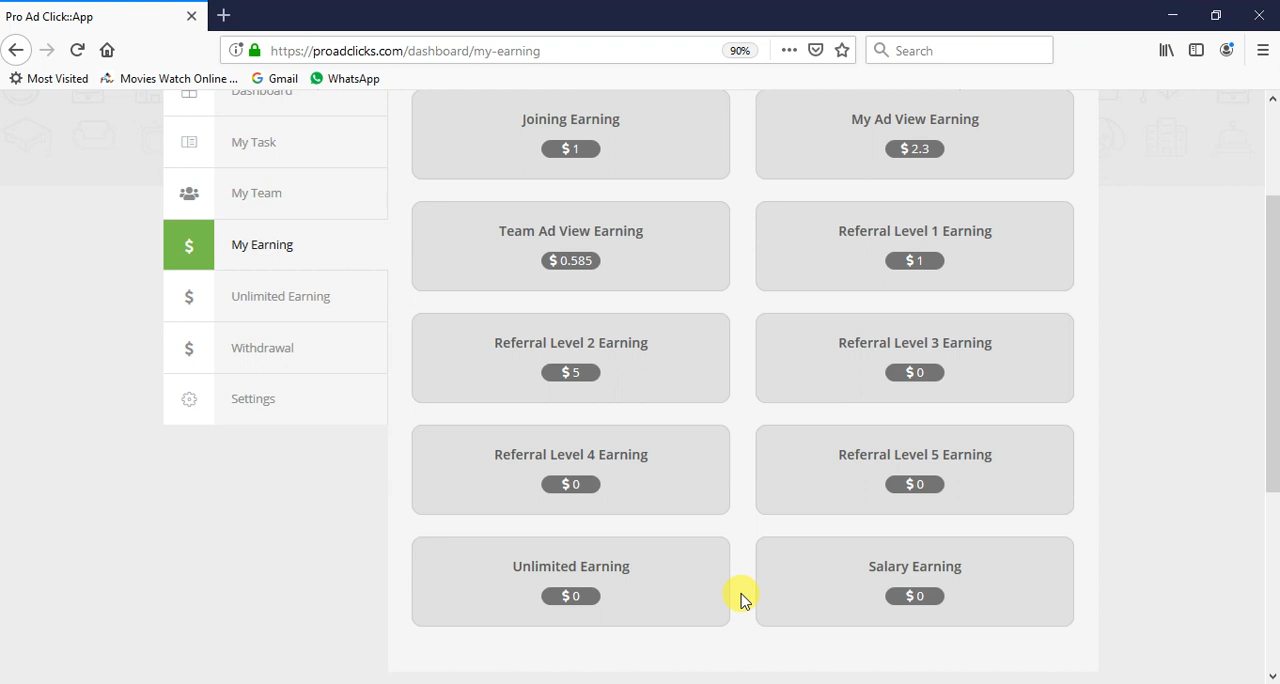 Pro Ad Click::App
https://proadclicks.com/dashboard/my-earning
90%
Search
Most Visited
Movies Watch Online ...
Gmail
WhatsApp
Dashboard
My Task
My Team
My Earning
Unlimited Earning
Withdrawal
Settings
Joining Earning
$ 1
My Ad View Earning
$ 2.3
Team Ad View Earning
$ 0.585
Referral Level 1 Earning
$ 1
Referral Level 2 Earning
$ 5
Referral Level 3 Earning
$ 0
Referral Level 4 Earning
$ 0
Referral Level 5 Earning
$ 0
Unlimited Earning
$ 0
Salary Earning
$ 0